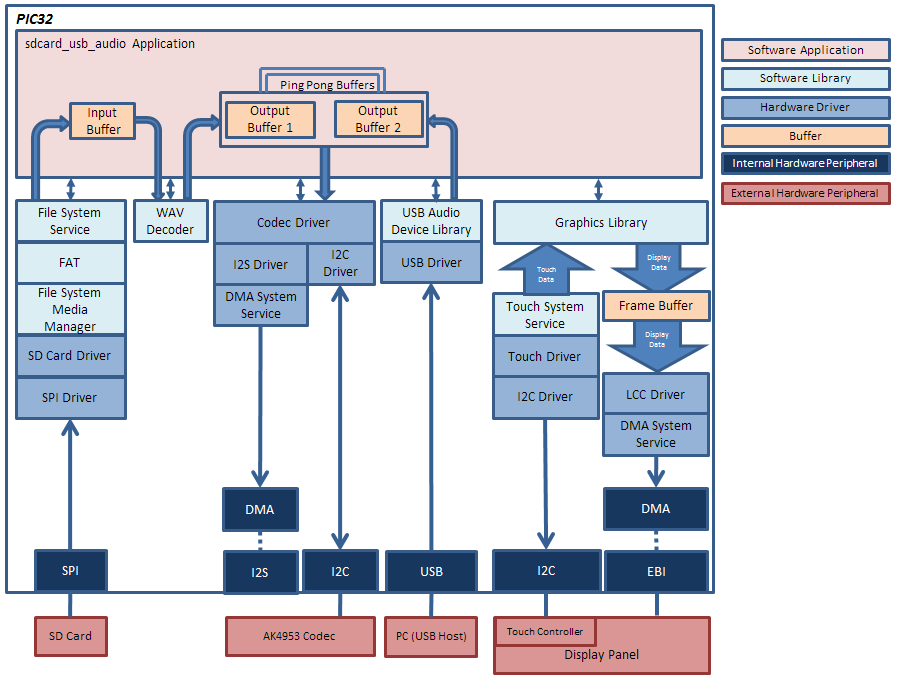 PIC32
sdcard_usb_audio Application
Ping Pong Buffers
Input
Buffer
Output
Buffer 1
Output
Buffer 2
File System
Service
FAT
File System
Media
Manager
SD Card Driver
SPI Driver
SPI
SD Card
WAV
Decoder
Codec Driver
I2S Driver
I2C
Driver
DMA System
Service
DMA
I2S
I2C
AK4953 Codec
USB Audio
Device Library
USB Driver
USB
PC (USB Host)
Graphics Library
Touch
Data
Display
Data
Touch System
Service
Frame Buffer
Display
Data
Touch Driver
I2C Driver
LCC Driver
DMA System
Service
DMA
I2C
EBI
Touch Controller
Display Panel
Software Application
Software Library
Hardware Driver
Buffer
Internal Hardware Peripheral
External Hardware Peripheral